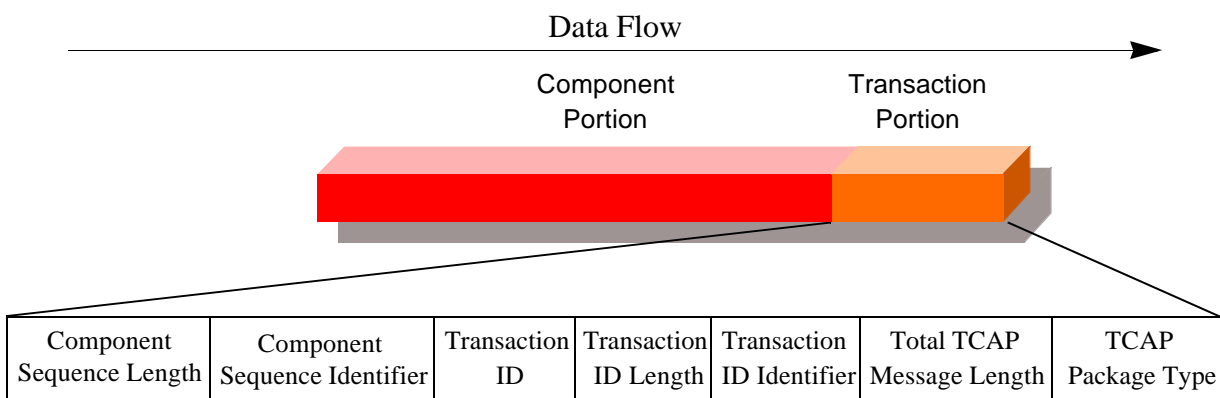 Data Flow
Component
Portion
Transaction
Portion
Component
Sequence Length
Component
Sequence Identifier
Transaction
ID
Transaction
ID Length
Transaction
ID Identifier
Total TCAP
Message Length
TCAP
Package Type